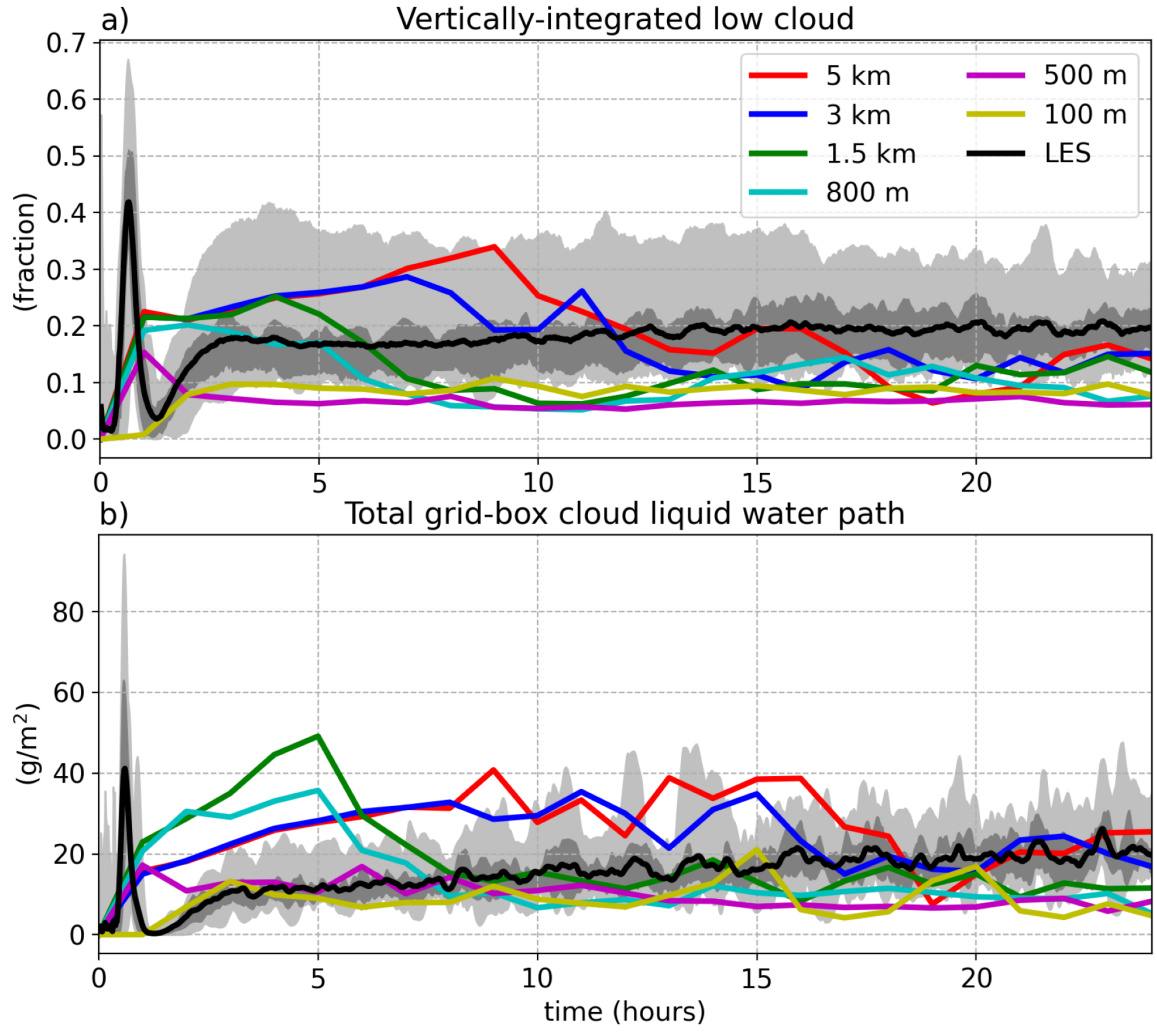 a) Vertically-integrated low cloud
0.7
0.6
0.5
0.4
0.3
0.2
0.1
0.0
(fraction)
5 km
3 km
1.5 km
800 m
500 m
100 m
LES
0 5 10 15 20
b) Total grid-box cloud liquid water path
80
60
40
20
0
(g/m²)
0 5 10 15 20
time (hours)